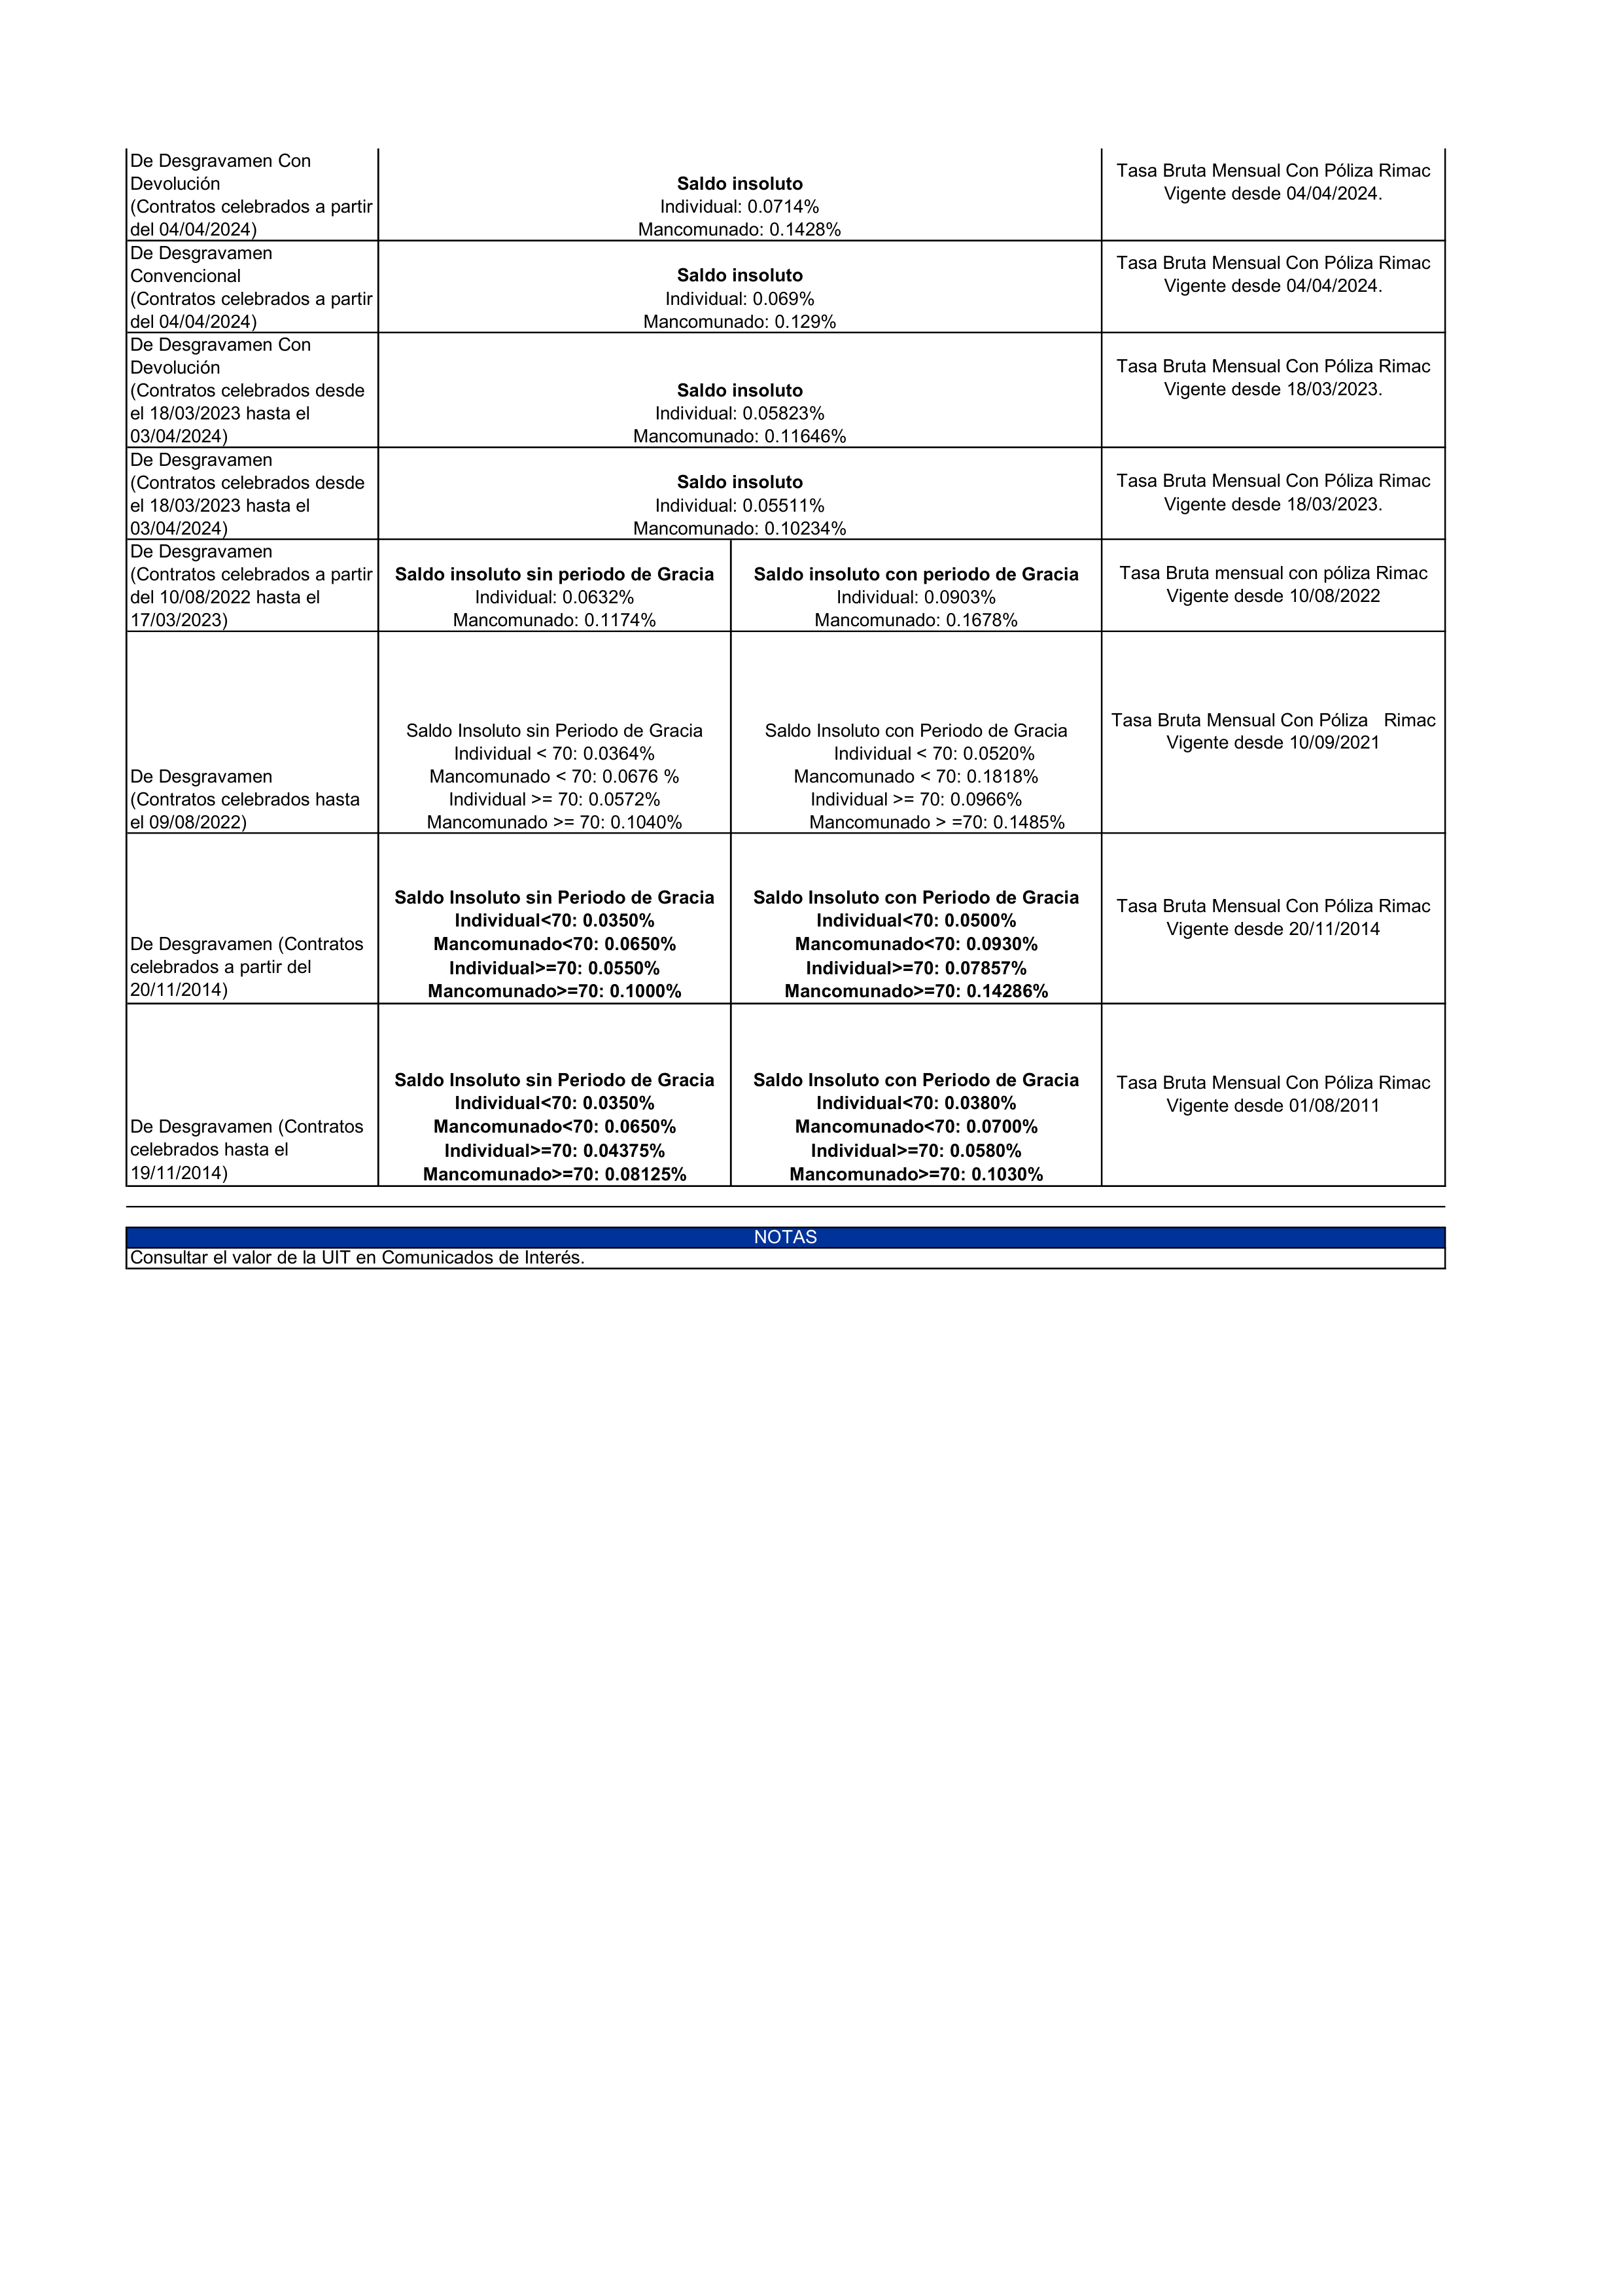 De Desgravamen Con
Devolución
(Contratos celebrados a partir
del 04/04/2024)
Saldo insoluto
Individual: 0.0714%
Mancomunado: 0.1428%
Tasa Bruta Mensual Con Póliza Rimac
Vigente desde 04/04/2024.
De Desgravamen
Convencional
(Contratos celebrados a partir
del 04/04/2024)
Saldo insoluto
Individual: 0.069%
Mancomunado: 0.129%
Tasa Bruta Mensual Con Póliza Rimac
Vigente desde 04/04/2024.
De Desgravamen Con
Devolución
(Contratos celebrados desde
el 18/03/2023 hasta el
03/04/2024)
Saldo insoluto
Individual: 0.05823%
Mancomunado: 0.11646%
Tasa Bruta Mensual Con Póliza Rimac
Vigente desde 18/03/2023.
De Desgravamen
(Contratos celebrados desde
el 18/03/2023 hasta el
03/04/2024)
Saldo insoluto
Individual: 0.05511%
Mancomunado: 0.10234%
Tasa Bruta Mensual Con Póliza Rimac
Vigente desde 18/03/2023.
De Desgravamen
(Contratos celebrados a partir
del 10/08/2022 hasta el
17/03/2023)
Saldo insoluto sin periodo de Gracia
Individual: 0.0632%
Mancomunado: 0.1174%
Saldo insoluto con periodo de Gracia
Individual: 0.0903%
Mancomunado: 0.1678%
Tasa Bruta mensual con póliza Rimac
Vigente desde 10/08/2022
De Desgravamen
(Contratos celebrados hasta
el 09/08/2022)
Saldo Insoluto sin Periodo de Gracia
Individual < 70: 0.0364%
Mancomunado < 70: 0.0676 %
Individual >= 70: 0.0572%
Mancomunado >= 70: 0.1040%
Saldo Insoluto con Periodo de Gracia
Individual < 70: 0.0520%
Mancomunado < 70: 0.1818%
Individual >= 70: 0.0966%
Mancomunado > =70: 0.1485%
Tasa Bruta Mensual Con Póliza Rimac
Vigente desde 10/09/2021
De Desgravamen (Contratos
celebrados a partir del
20/11/2014)
Saldo Insoluto sin Periodo de Gracia
Individual<70: 0.0350%
Mancomunado<70: 0.0650%
Individual>=70: 0.0550%
Mancomunado>=70: 0.1000%
Saldo Insoluto con Periodo de Gracia
Individual<70: 0.0500%
Mancomunado<70: 0.0930%
Individual>=70: 0.07857%
Mancomunado>=70: 0.14286%
Tasa Bruta Mensual Con Póliza Rimac
Vigente desde 20/11/2014
De Desgravamen (Contratos
celebrados hasta el
19/11/2014)
Saldo Insoluto sin Periodo de Gracia
Individual<70: 0.0350%
Mancomunado<70: 0.0650%
Individual>=70: 0.04375%
Mancomunado>=70: 0.08125%
Saldo Insoluto con Periodo de Gracia
Individual<70: 0.0380%
Mancomunado<70: 0.0700%
Individual>=70: 0.0580%
Mancomunado>=70: 0.1030%
Tasa Bruta Mensual Con Póliza Rimac
Vigente desde 01/08/2011
NOTAS
Consultar el valor de la UIT en Comunicados de Interés.